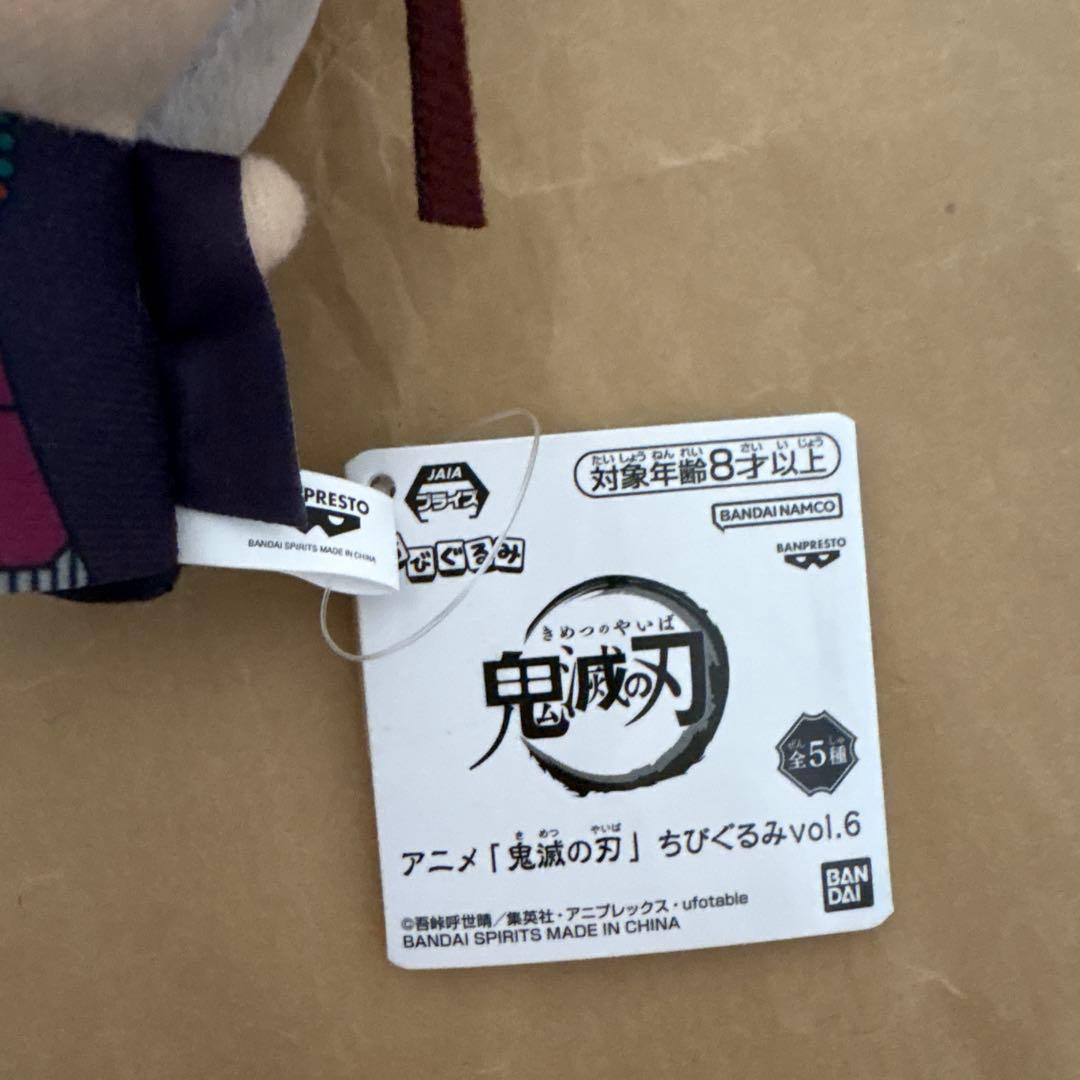 PRESTO
BANDAI SPIRITS MADE IN CHINA
JAIA
プライズ
たいしょうねんれい さい いじょう
対象年齢8才以上
BANDAI NAMCO
BANPRESTO
びぐるみ
きめつのやいば
鬼滅の刃
ぜん しゅ
全5種
き めつ やいば
アニメ「鬼滅の刃」ちびぐるみvol.6
©吾峠呼世晴／集英社・アニプレックス・ufotable
BANDAI SPIRITS MADE IN CHINA
BAN
DAI